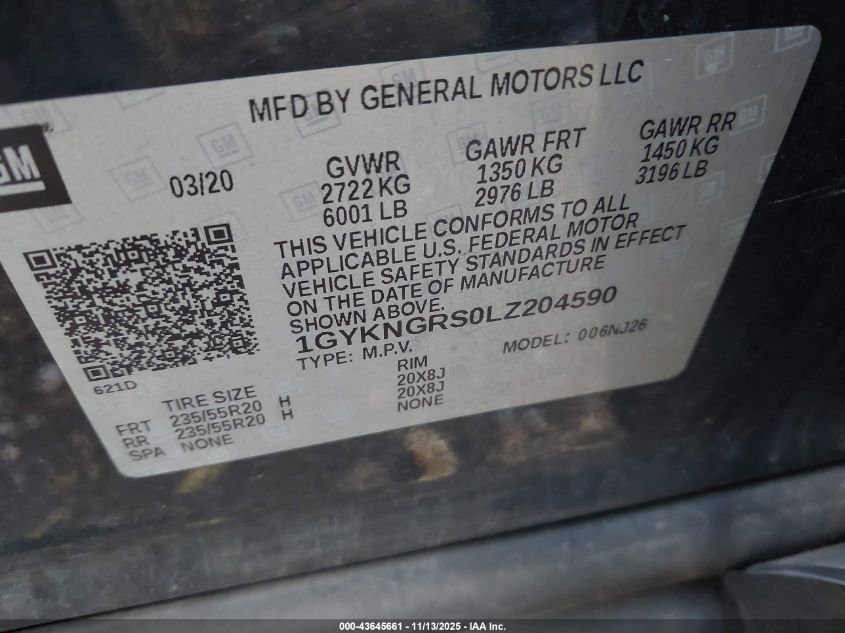 MFD BY GENERAL MOTORS LLC
GM
03/20
GVWR
2722 KG
6001 LB
GAWR FRT
1350 KG
2976 LB
GAWR RR
1450 KG
3196 LB
THIS VEHICLE CONFORMS TO ALL
APPLICABLE U.S. FEDERAL MOTOR
VEHICLE SAFETY STANDARDS IN EFFECT
ON THE DATE OF MANUFACTURE
SHOWN ABOVE.
1GYKNGRS0LZ204590
TYPE: M.P.V.
MODEL: 006NJ26
621D
TIRE SIZE RIM
FRT 235/55R20 H 20X8J
RR 235/55R20 H 20X8J
SPA NONE NONE
000-43645661 - 11/13/2025 - IAA Inc.